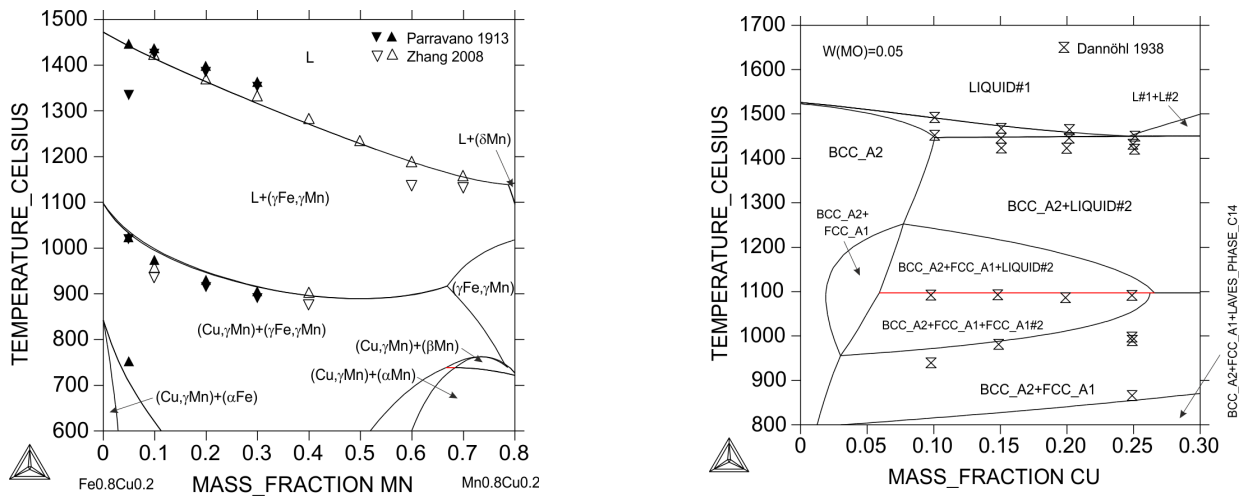 1500
1400
1300
1200
1100
1000
900
800
700
600
TEMPERATURE_CELSIUS
Parravano 1913
Zhang 2008
L
L+(δMn)
L+(γFe,γMn)
(γFe,γMn)
(Cu,γMn)+(γFe,γMn)
(Cu,γMn)+(βMn)
(Cu,γMn)+(αMn)
(Cu,γMn)+(αFe)
0 0.1 0.2 0.3 0.4 0.5 0.6 0.7 0.8
Fe0.8Cu0.2 MASS_FRACTION MN Mn0.8Cu0.2
1700
1600
1500
1400
1300
1200
1100
1000
900
800
TEMPERATURE_CELSIUS
W(MO)=0.05
Dannöhl 1938
LIQUID#1
L#1+L#2
BCC_A2
BCC_A2+LIQUID#2
BCC_A2+
FCC_A1
BCC_A2+FCC_A1+LIQUID#2
BCC_A2+FCC_A1+FCC_A1#2
BCC_A2+FCC_A1
BCC_A2+FCC_A1+LAVES_PHASE_C14
0 0.05 0.10 0.15 0.20 0.25 0.30
MASS_FRACTION CU